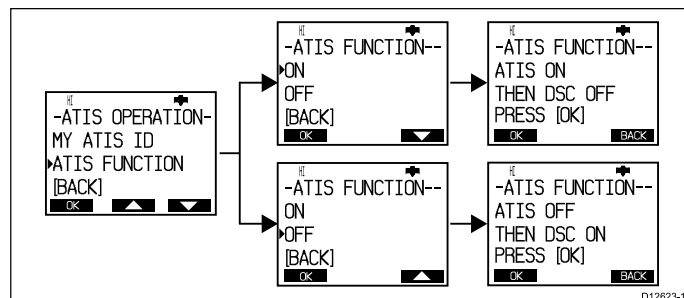 HI
-ATIS OPERATION-
MY ATIS ID
ATIS FUNCTION
[BACK]
OK
HI
-ATIS FUNCTION--
ON
OFF
[BACK]
OK
HI
-ATIS FUNCTION--
ATIS ON
THEN DSC OFF
PRESS [OK]
OK BACK
HI
-ATIS FUNCTION--
ON
OFF
[BACK]
OK
HI
-ATIS FUNCTION--
ATIS OFF
THEN DSC ON
PRESS [OK]
OK BACK
D12623-1